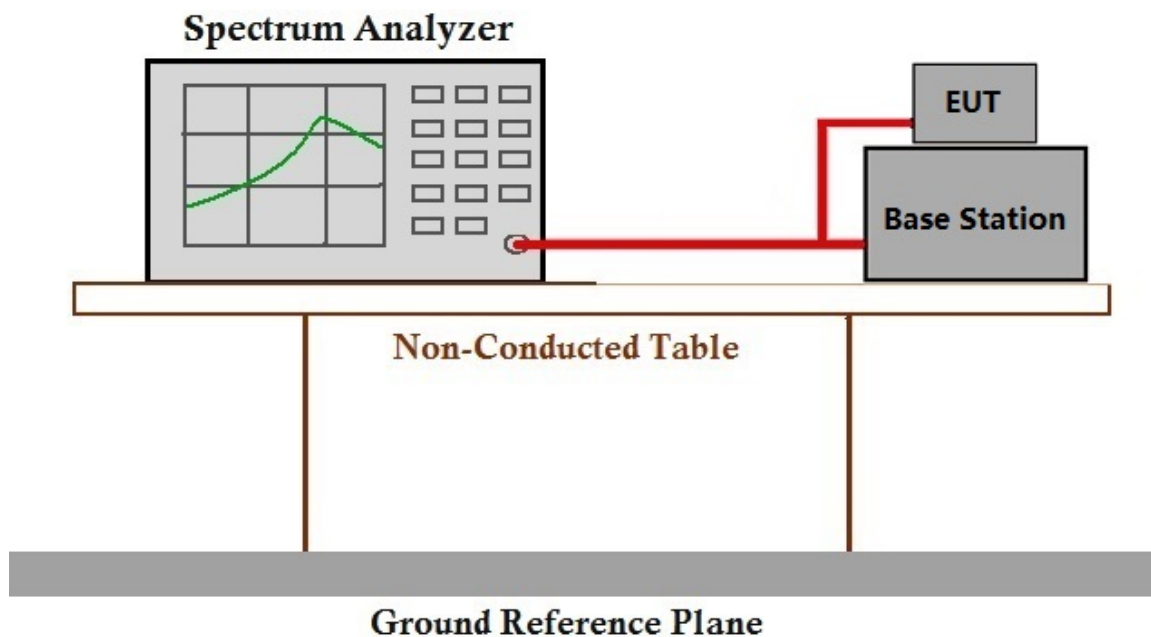 Spectrum Analyzer
EUT
Base Station
Non-Conducted Table
Ground Reference Plane